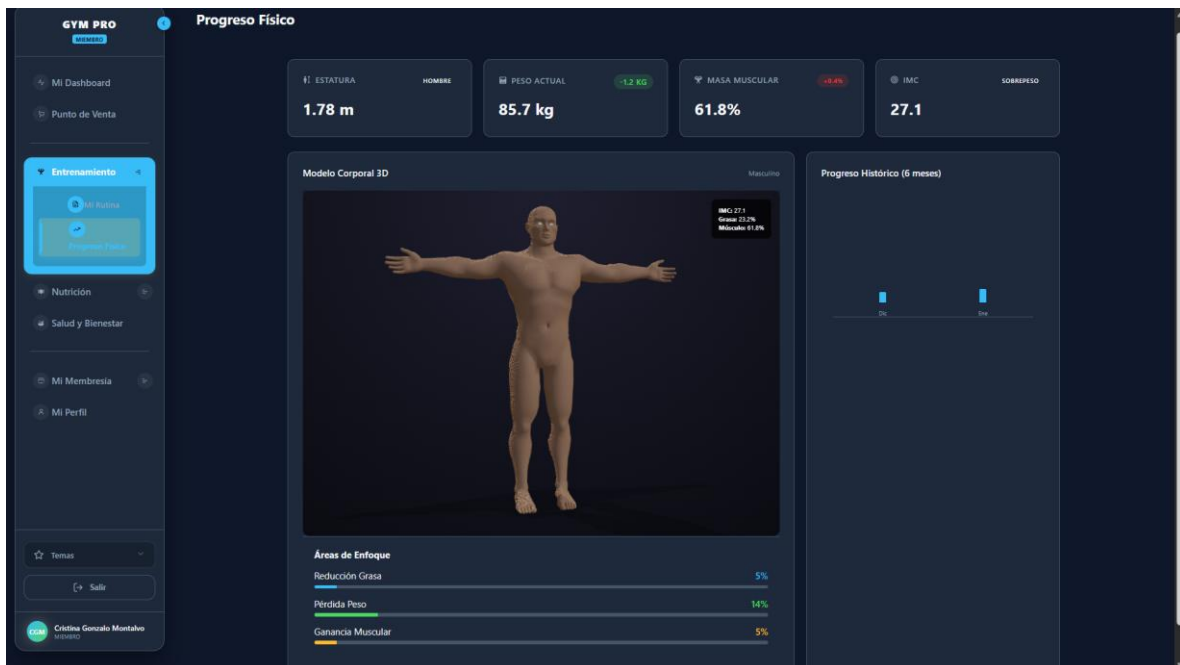 GYM PRO
MIEMBRO
Mi Dashboard
Punto de Venta
Entrenamiento
Mi Rutina
Progreso Físico
Nutrición
Salud y Bienestar
Mi Membresía
Mi Perfil
Temas
Salir
CGM
Cristina Gonzalo Montalvo
MIEMBRO
Progreso Físico
ESTATURA HOMBRE
1.78 m
PESO ACTUAL -1.2 KG
85.7 kg
MASA MUSCULAR +0.4%
61.8%
IMC SOBREPESO
27.1
Modelo Corporal 3D Masculino
IMC: 27.1
Grasa: 23.2%
Músculo: 61.8%
Áreas de Enfoque
Reducción Grasa 5%
Pérdida Peso 14%
Ganancia Muscular 5%
Progreso Histórico (6 meses)
Dic Ene